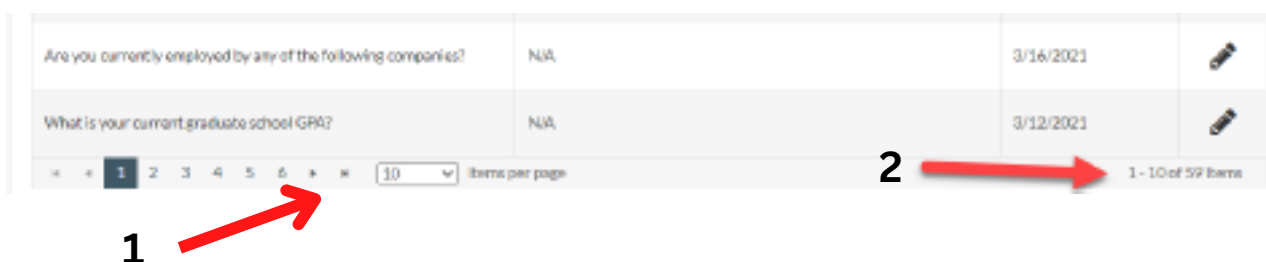 Are you currently employed by any of the following companies? N/A 3/16/2021
What is your current graduate school GPA? N/A 3/12/2021
1 2 3 4 5 6 10 items per page 2 1 - 10 of 59 items
1